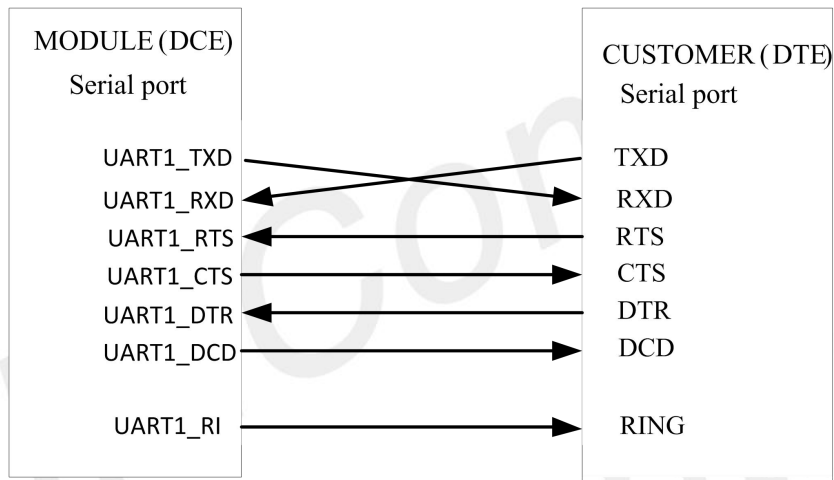 MODULE (DCE)
Serial port
UART1_TXD
UART1_RXD
UART1_RTS
UART1_CTS
UART1_DTR
UART1_DCD
UART1_RI
CUSTOMER ( DTE)
Serial port
TXD
RXD
RTS
CTS
DTR
DCD
RING